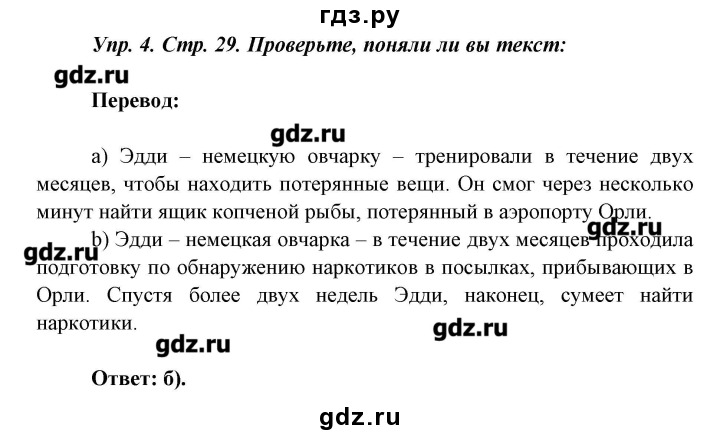 гдз.ру
Упр. 4. Стр. 29. Проверьте, поняли ли вы текст:
gdz.ru
Перевод:
gdz.ru
а) Эдди – немецкую овчарку – тренировали в течение двух
месяцев, чтобы находить потерянные вещи. Он смог через несколько
минут найти ящик копченой рыбы, потерянный в аэропорту Орли.
gdz.ru
b) Эдди – немецкая овчарка – в течение двух месяцев проходила
gdz.ru
подготовку по обнаружению наркотиков в посылках, прибывающих в
Орли. Спустя более двух недель Эдди, наконец, сумеет найти
наркотики.
gdz.ru
gdz.ru
Ответ: б).
gdz.ru